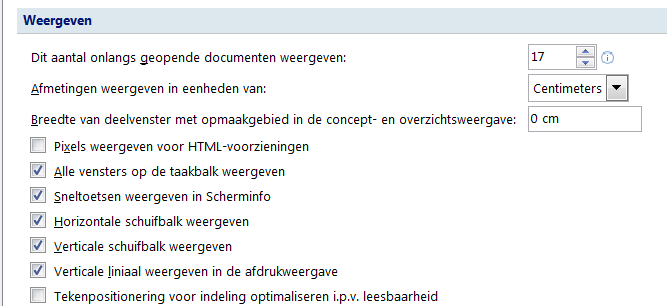 Weergeven
Dit aantal onlangs geopende documenten weergeven: 17
Afmetingen weergeven in eenheden van: Centimeters
Breedte van deelvenster met opmaakgebied in de concept- en overzichtsweergave: 0 cm
Pixels weergeven voor HTML-voorzieningen
Alle vensters op de taakbalk weergeven
Sneltoetsen weergeven in Scherminfo
Horizontale schuifbalk weergeven
Verticale schuifbalk weergeven
Verticale liniaal weergeven in de afdrukweergave
Tekenpositionering voor indeling optimaliseren i.p.v. leesbaarheid